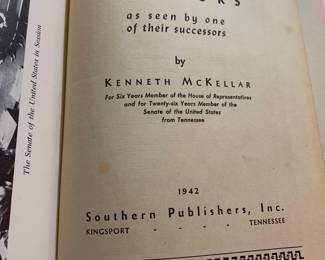 as seen by one
of their successors
by
KENNETH McKELLAR
For Six Years Member of the House of Representatives
and for Twenty-six Years Member of the
Senate of the United States
from Tennessee
1942
Southern Publishers, Inc.
KINGSPORT - - - - TENNESSEE
The Senate of the United States in Session